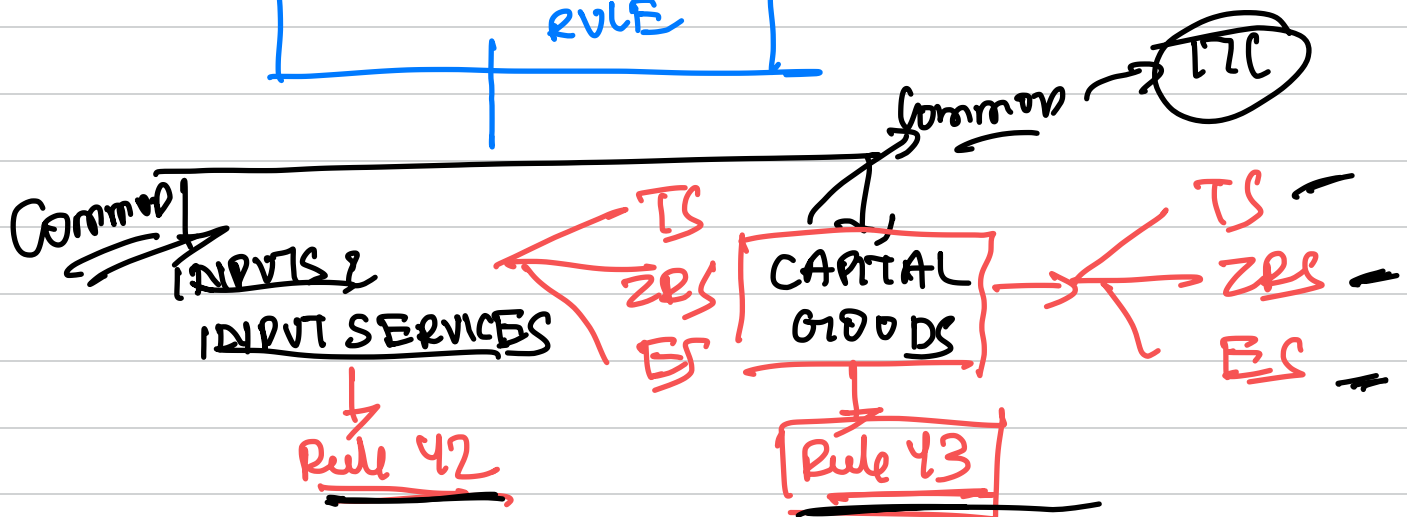 RULE
ITC
Common
Common
TS
ZRS
ES
INPUTS &
INPUT SERVICES
CAPITAL
GOODS
TS
ZRS
ES
Rule 42
Rule 43